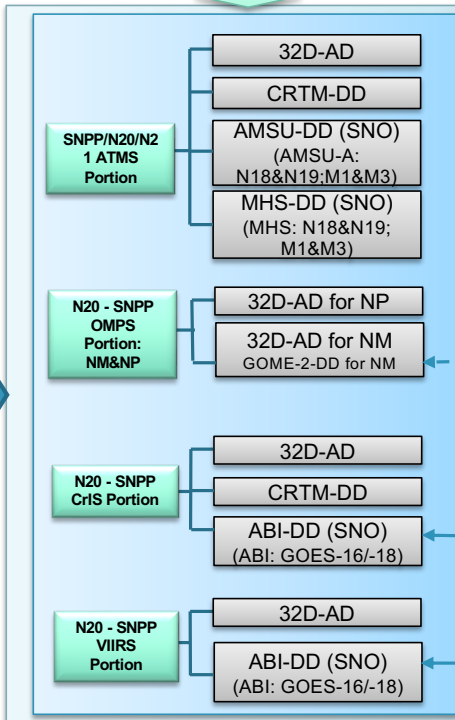 32D-AD
CRTM-DD
SNPP/N20/N2
1 ATMS
Portion
AMSU-DD (SNO)
(AMSU-A:
N18&N19;M1&M3)
MHS-DD (SNO)
(MHS: N18&N19;
M1&M3)
N20 - SNPP
OMPS
Portion:
NM&NP
32D-AD for NP
32D-AD for NM
GOME-2-DD for NM
N20 - SNPP
CrIS Portion
32D-AD
CRTM-DD
ABI-DD (SNO)
(ABI: GOES-16/-18)
N20 - SNPP
VIIRS
Portion
32D-AD
ABI-DD (SNO)
(ABI: GOES-16/-18)